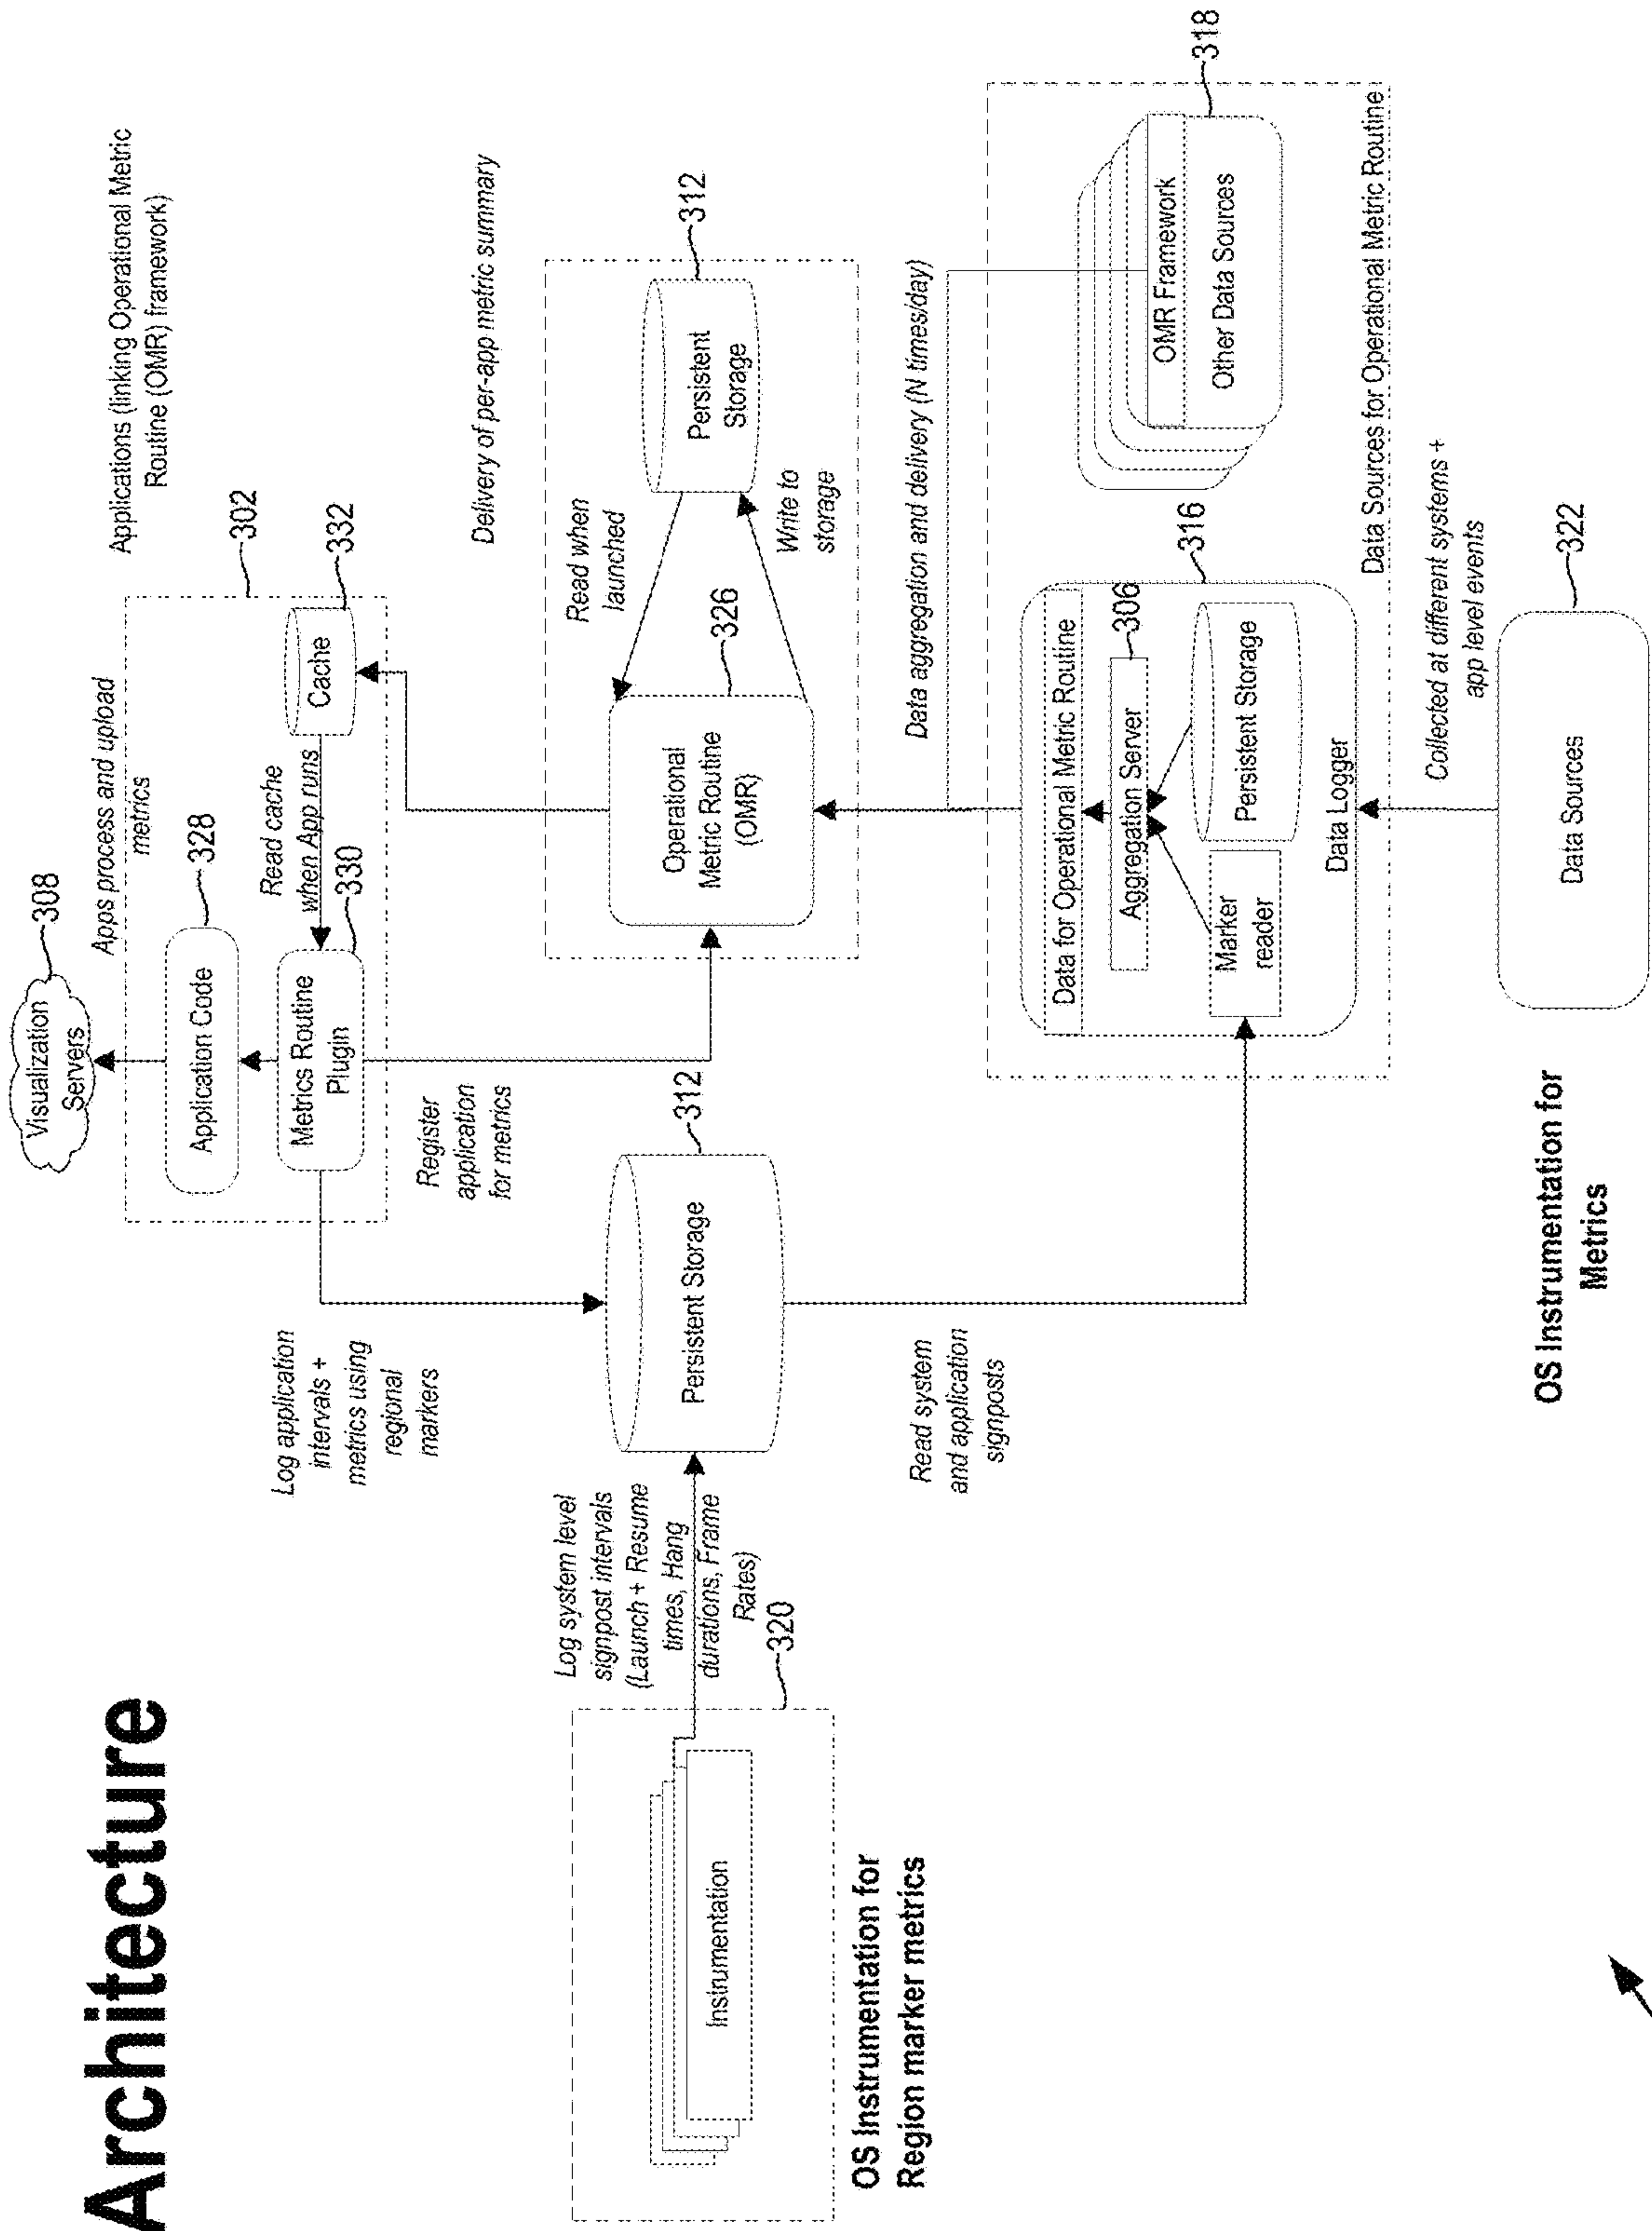 Architecture
Visualization
Servers
308
Apps process and upload
metrics
Applications (linking Operational Metric
Routine (OMR) framework)
302
Application Code
328
Read cache
when App runs
Cache
332
Metrics Routine
Plugin
330
Log application
intervals +
metrics using
regional
markers
Register
application
for metrics
Delivery of per-app metric summary
Log system level
signpost intervals
(Launch + Resume
times, Hang
durations, Frame
Rates)
320
Instrumentation
OS Instrumentation for
Region marker metrics
Persistent Storage
312
Operational
Metric Routine
(OMR)
326
Read when
launched
Write to
storage
Persistent
Storage
312
Read system
and application
signposts
Data aggregation and delivery (N times/day)
Data for Operational Metric Routine
Aggregation Server
306
Marker
reader
Persistent Storage
Data Logger
316
OMR Framework
Other Data Sources
318
Data Sources for Operational Metric Routine
Collected at different systems +
app level events
Data Sources
322
OS Instrumentation for
Metrics